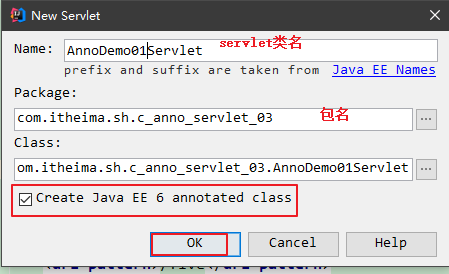 New Servlet
Name: AnnoDemo01Servlet servlet类名
prefix and suffix are taken from Java EE Names
Package:
com.itheima.sh.c_anno_servlet_03 包名 ...
Class:
om.itheima.sh.c_anno_servlet_03.AnnoDemo01Servlet ...
Create Java EE 6 annotated class
OK Cancel Help